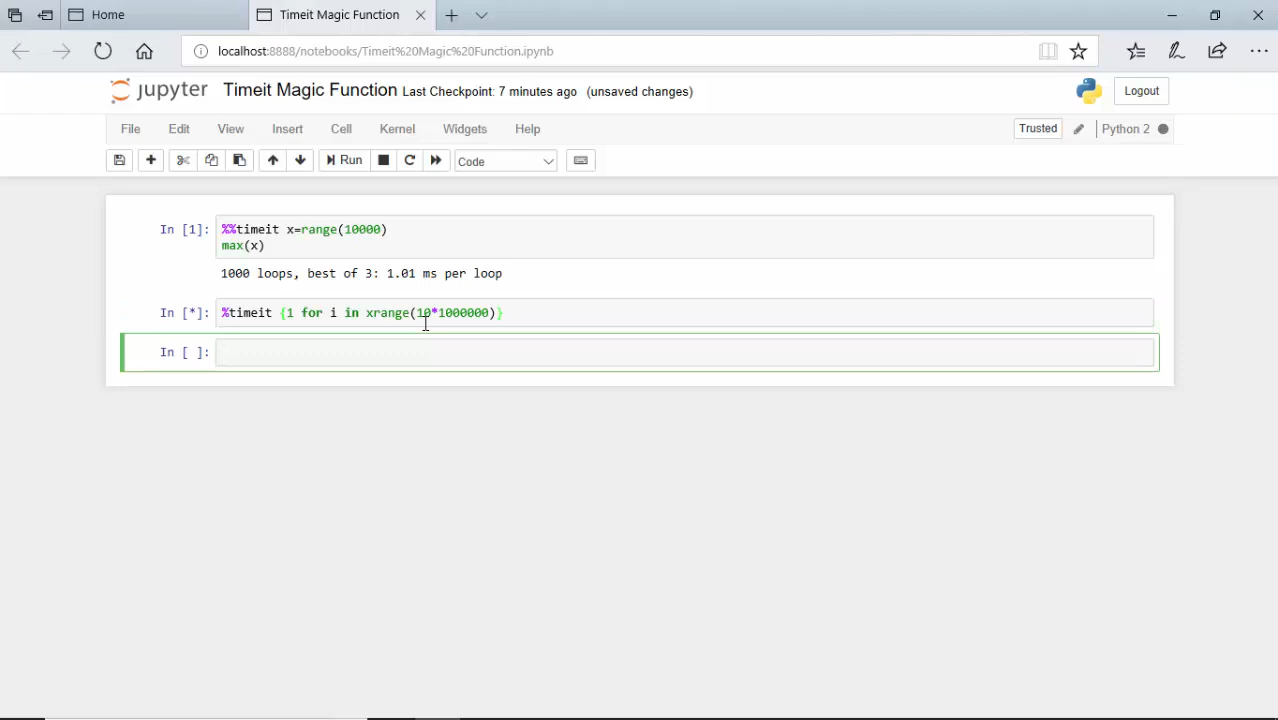 Home
Timeit Magic Function
localhost:8888/notebooks/Timeit%20Magic%20Function.ipynb
jupyter Timeit Magic Function Last Checkpoint: 7 minutes ago (unsaved changes)
Logout
File Edit View Insert Cell Kernel Widgets Help
Trusted
Python 2
Run
Code
In [1]: %%timeit x=range(10000)
max(x)
1000 loops, best of 3: 1.01 ms per loop
In [*]: %timeit {1 for i in xrange(10*1000000)}
In [ ]: